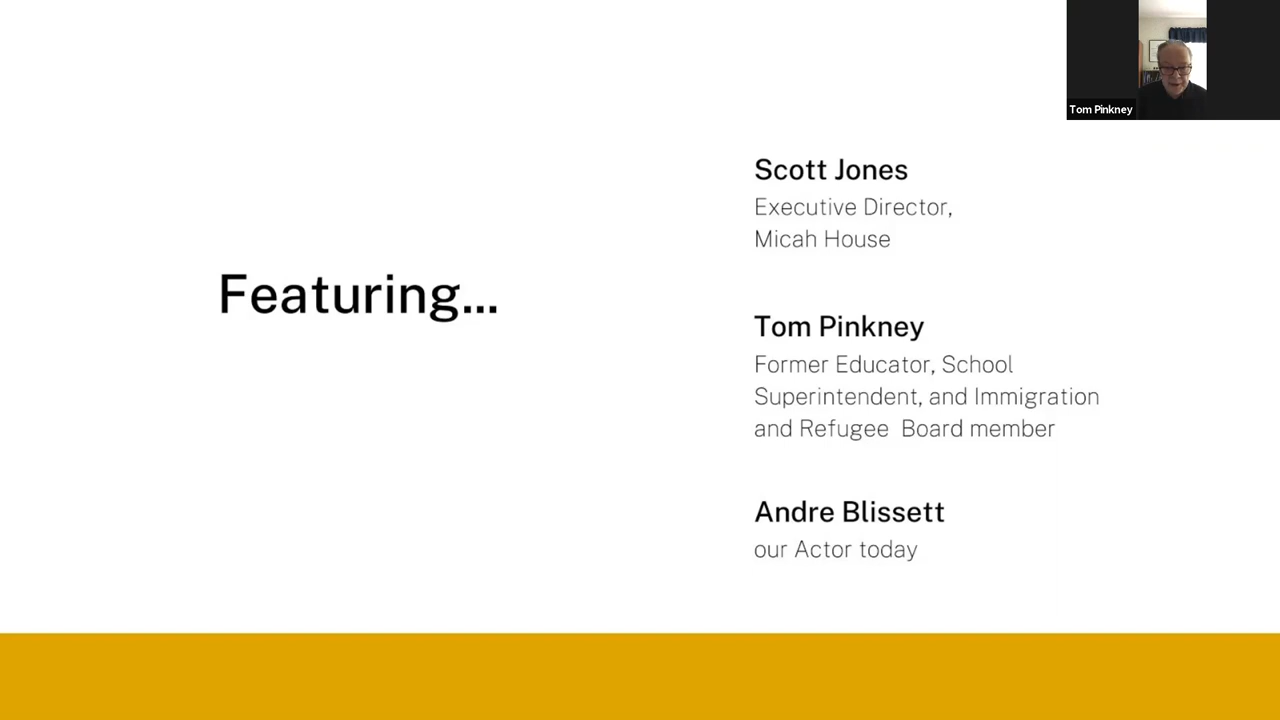 Tom Pinkney
Featuring...
Scott Jones
Executive Director,
Micah House
Tom Pinkney
Former Educator, School
Superintendent, and Immigration
and Refugee  Board member
Andre Blissett
our Actor today